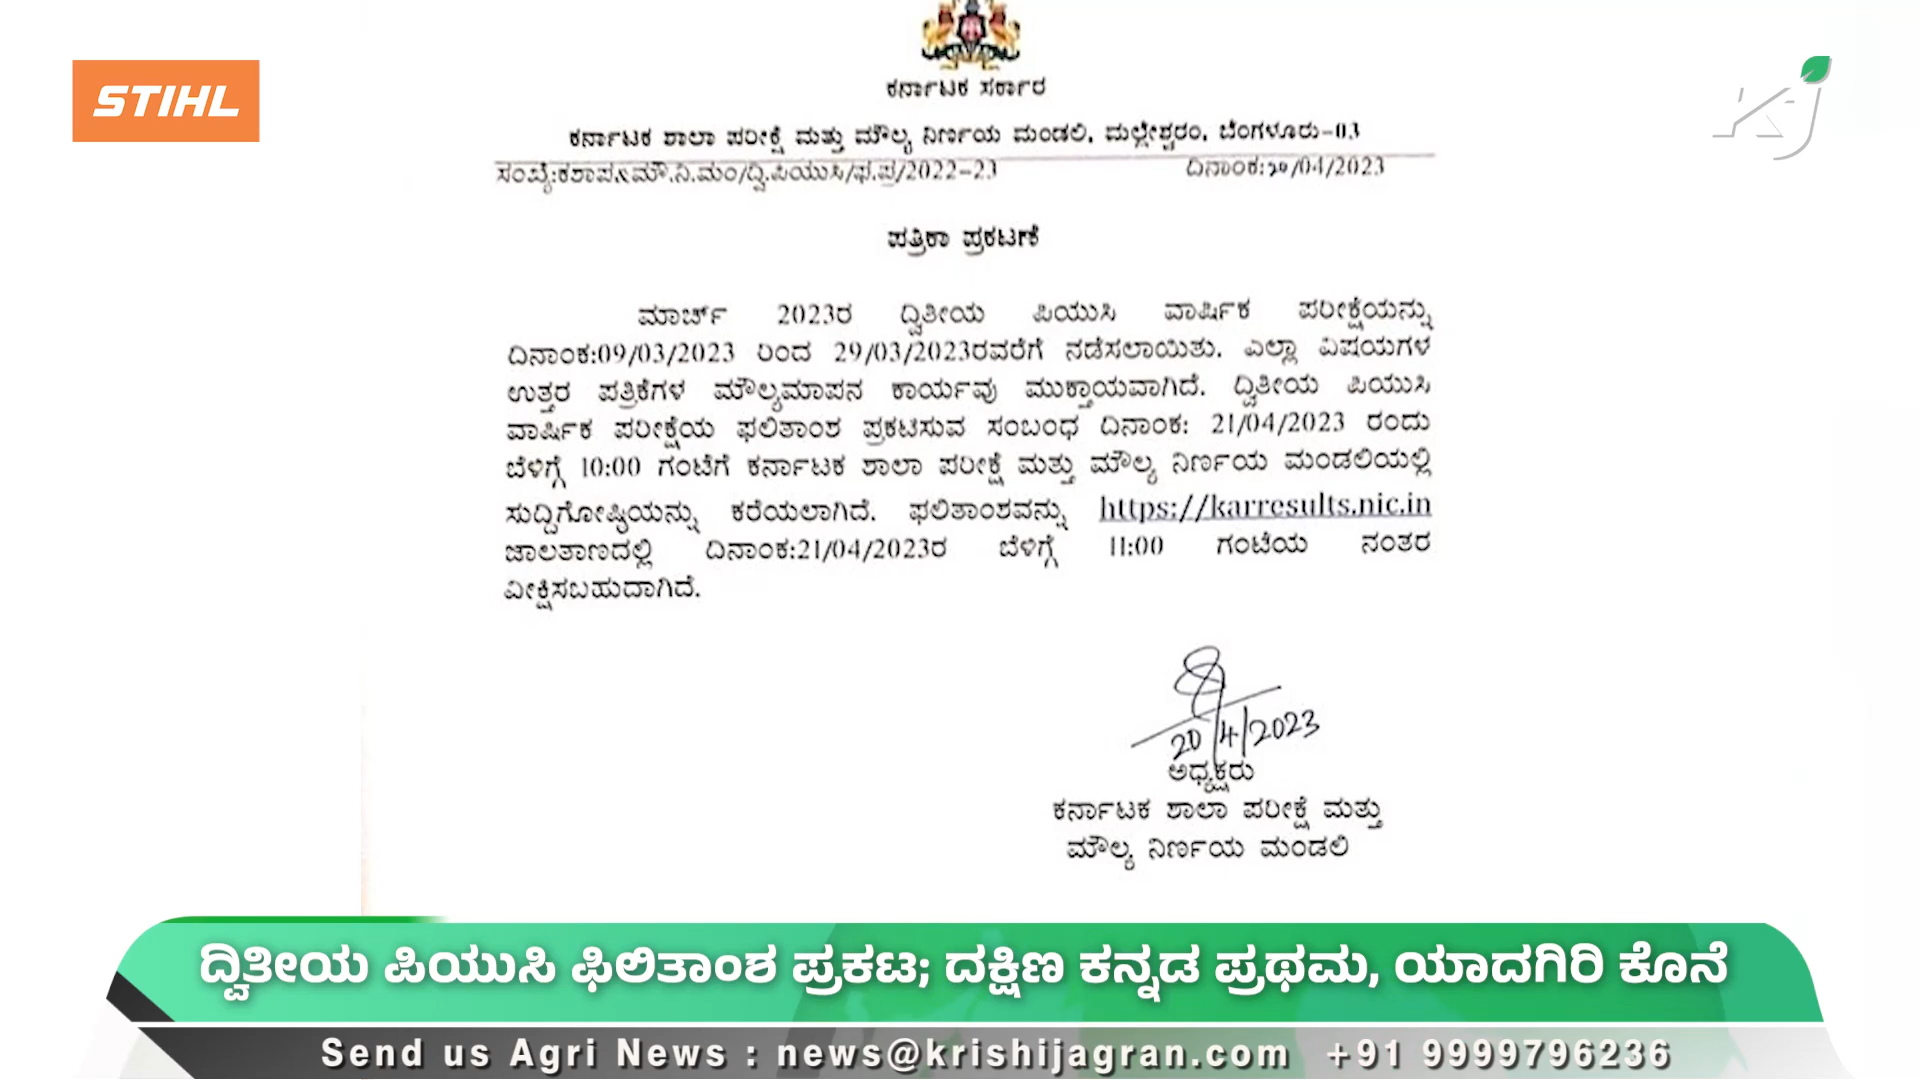 STIHL
KJ
ಕರ್ನಾಟಕ ಸರ್ಕಾರ
ಕರ್ನಾಟಕ ಶಾಲಾ ಪರೀಕ್ಷೆ ಮತ್ತು ಮೌಲ್ಯ ನಿರ್ಣಯ ಮಂಡಲಿ, ಮಲ್ಲೇಶ್ವರಂ, ಬೆಂಗಳೂರು-03
ಸಂಖ್ಯೆ:ಕಶಾಪ&ಮೌ.ನಿ.ಮಂ/ದ್ವಿ.ಪಿಯುಸಿ/ಫ.ಪ್ರ/2022-23 ದಿನಾಂಕ:20/04/2023
ಪತ್ರಿಕಾ ಪ್ರಕಟಣೆ
ಮಾರ್ಚ್ 2023ರ ದ್ವಿತೀಯ ಪಿಯುಸಿ ವಾರ್ಷಿಕ ಪರೀಕ್ಷೆಯನ್ನು
ದಿನಾಂಕ:09/03/2023 ರಿಂದ 29/03/2023ರವರೆಗೆ ನಡೆಸಲಾಯಿತು. ಎಲ್ಲಾ ವಿಷಯಗಳ
ಉತ್ತರ ಪತ್ರಿಕೆಗಳ ಮೌಲ್ಯಮಾಪನ ಕಾರ್ಯವು ಮುಕ್ತಾಯವಾಗಿದೆ. ದ್ವಿತೀಯ ಪಿಯುಸಿ
ವಾರ್ಷಿಕ ಪರೀಕ್ಷೆಯ ಫಲಿತಾಂಶ ಪ್ರಕಟಿಸುವ ಸಂಬಂಧ ದಿನಾಂಕ: 21/04/2023 ರಂದು
ಬೆಳಿಗ್ಗೆ 10:00 ಗಂಟೆಗೆ ಕರ್ನಾಟಕ ಶಾಲಾ ಪರೀಕ್ಷೆ ಮತ್ತು ಮೌಲ್ಯ ನಿರ್ಣಯ ಮಂಡಲಿಯಲ್ಲಿ
ಸುದ್ದಿಗೋಷ್ಠಿಯನ್ನು ಕರೆಯಲಾಗಿದೆ. ಫಲಿತಾಂಶವನ್ನು https://karresults.nic.in
ಜಾಲತಾಣದಲ್ಲಿ ದಿನಾಂಕ:21/04/2023ರ ಬೆಳಿಗ್ಗೆ 11:00 ಗಂಟೆಯ ನಂತರ
ವೀಕ್ಷಿಸಬಹುದಾಗಿದೆ.
20/4/2023
ಅಧ್ಯಕ್ಷರು
ಕರ್ನಾಟಕ ಶಾಲಾ ಪರೀಕ್ಷೆ ಮತ್ತು
ಮೌಲ್ಯ ನಿರ್ಣಯ ಮಂಡಲಿ
ದ್ವಿತೀಯ ಪಿಯುಸಿ ಫಿಲಿತಾಂಶ ಪ್ರಕಟ; ದಕ್ಷಿಣ ಕನ್ನಡ ಪ್ರಥಮ, ಯಾದಗಿರಿ ಕೊನೆ
Send us Agri News : news@krishijagran.com +91 9999796236